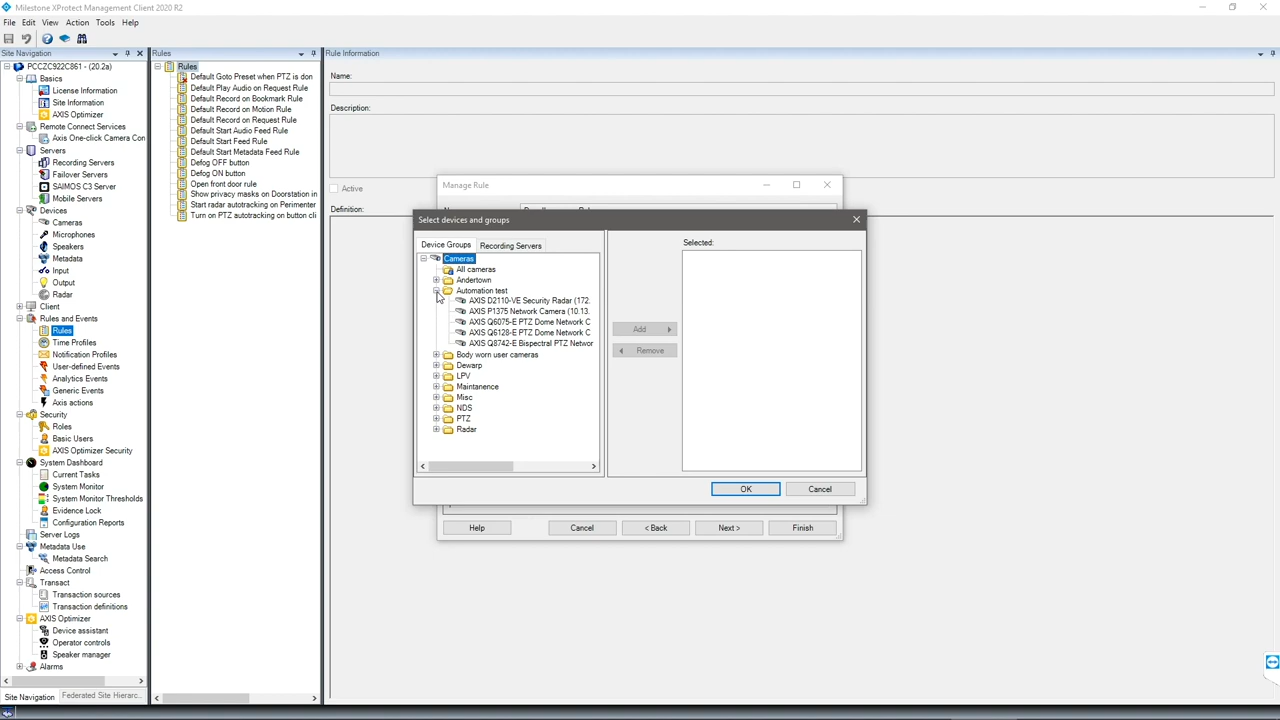 Milestone XProtect Management Client 2020 R2
File Edit View Action Tools Help
Site Navigation
PCCZC922C861 - (20.2a)
Basics
License Information
Site Information
AXIS Optimizer
Remote Connect Services
Axis One-click Camera Con
Servers
Recording Servers
Failover Servers
SAIMOS C3 Server
Mobile Servers
Devices
Cameras
Microphones
Speakers
Metadata
Input
Output
Radar
Client
Rules and Events
Rules
Time Profiles
Notification Profiles
User-defined Events
Analytics Events
Generic Events
Axis actions
Security
Roles
Basic Users
AXIS Optimizer Security
System Dashboard
Current Tasks
System Monitor
System Monitor Thresholds
Evidence Lock
Configuration Reports
Server Logs
Metadata Use
Metadata Search
Access Control
Transact
Transaction sources
Transaction definitions
AXIS Optimizer
Device assistant
Operator controls
Speaker manager
Alarms
Site Navigation Federated Site Hierarc...
Rules
Rules
Default Goto Preset when PTZ is don
Default Play Audio on Request Rule
Default Record on Bookmark Rule
Default Record on Motion Rule
Default Record on Request Rule
Default Start Audio Feed Rule
Default Start Feed Rule
Default Start Metadata Feed Rule
Defog OFF button
Defog ON button
Open front door rule
Show privacy masks on Doorstation in
Start radar autotracking on Perimenter
Turn on PTZ autotracking on button cli
Rule Information
Name:
Description:
Active
Definition:
Manage Rule
Select devices and groups
Device Groups Recording Servers
Cameras
All cameras
Andertown
Automation test
AXIS D2110-VE Security Radar (172.
AXIS P1375 Network Camera (10.13.
AXIS Q6075-E PTZ Dome Network C
AXIS Q6128-E PTZ Dome Network C
AXIS Q8742-E Bispectral PTZ Networ
Body worn user cameras
Dewarp
LPV
Maintanence
Misc
NDS
PTZ
Radar
Add
Remove
Selected:
OK Cancel
Help Cancel < Back Next > Finish